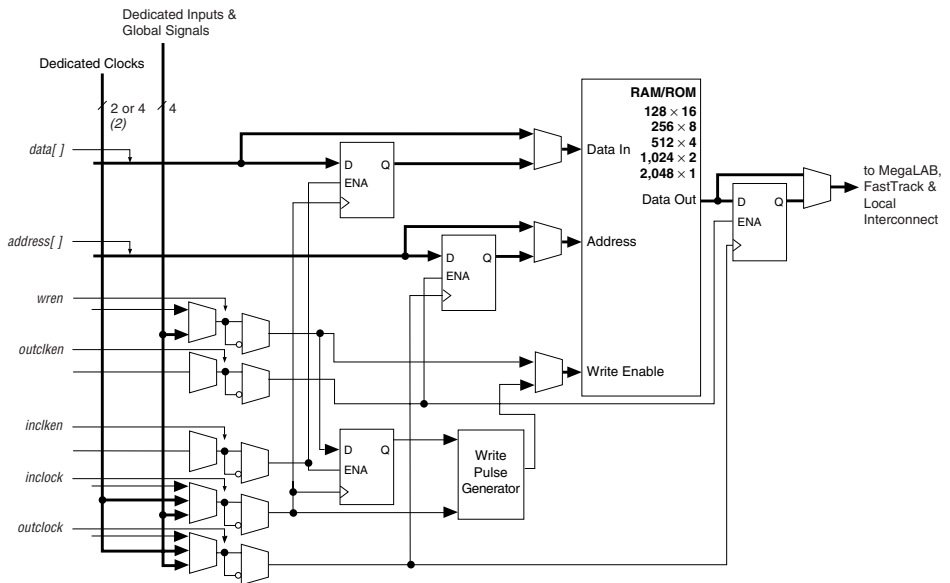 Dedicated Inputs &
Global Signals
Dedicated Clocks
2 or 4
(2)
4
RAM/ROM
128 × 16
256 × 8
512 × 4
1,024 × 2
2,048 × 1
data[ ]
D Q
ENA
Data In
Data Out
to MegaLAB,
FastTrack &
Local
Interconnect
D Q
ENA
address[ ]
D Q
ENA
Address
wren
outclken
Write Enable
inclken
D Q
ENA
Write
Pulse
Generator
inclock
outclock